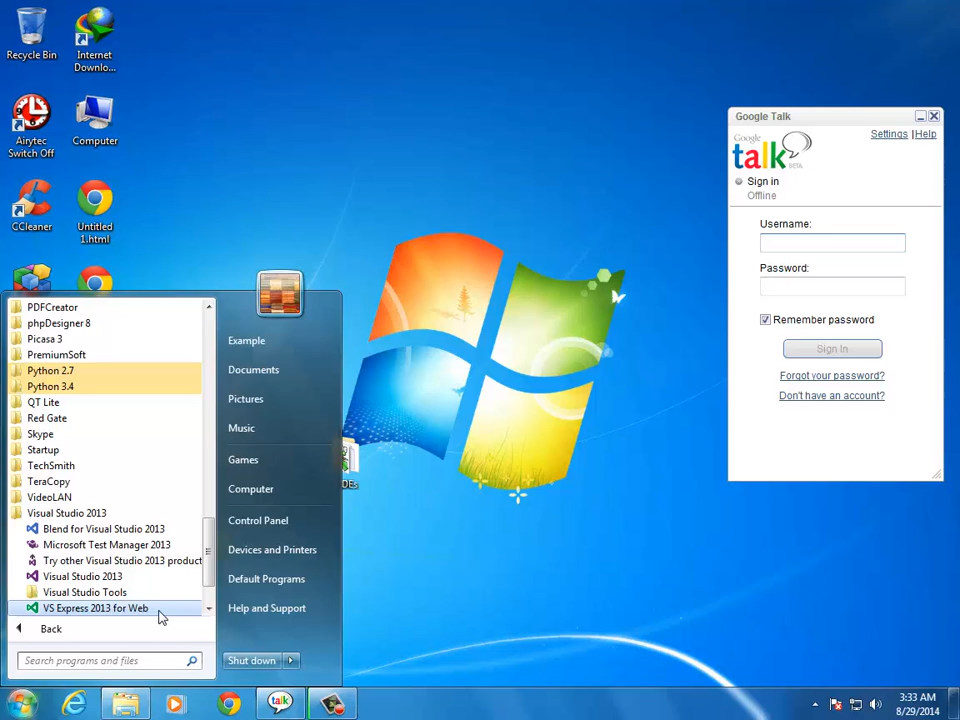 Recycle Bin
Internet
Downlo...
Airytec
Switch Off
Computer
CCleaner
Untitled
1.html
PDFCreator
phpDesigner 8
Picasa 3
PremiumSoft
Python 2.7
Python 3.4
QT Lite
Red Gate
Skype
Startup
TechSmith
TeraCopy
VideoLAN
Visual Studio 2013
Blend for Visual Studio 2013
Microsoft Test Manager 2013
Try other Visual Studio 2013 product
Visual Studio 2013
Visual Studio Tools
VS Express 2013 for Web
Back
Search programs and files
Example
Documents
Pictures
Music
Games
Computer
Control Panel
Devices and Printers
Default Programs
Help and Support
Shut down
DEs
Google Talk
Settings | Help
Google
talk
BETA
Sign in
Offline
Username:
Password:
Remember password
Sign In
Forgot your password?
Don't have an account?
talk
3:33 AM
8/29/2014